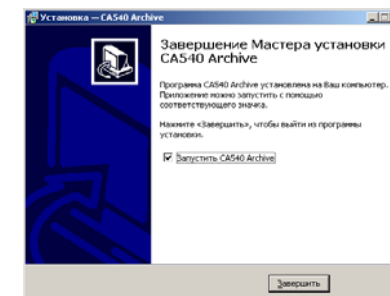 Установка — CA540 Archive
Завершение Мастера установки
CA540 Archive
Программа CA540 Archive установлена на Ваш компьютер.
Приложение можно запустить с помощью
соответствующего значка.
Нажмите «Завершить», чтобы выйти из программы
установки.
Запустить CA540 Archive
Завершить